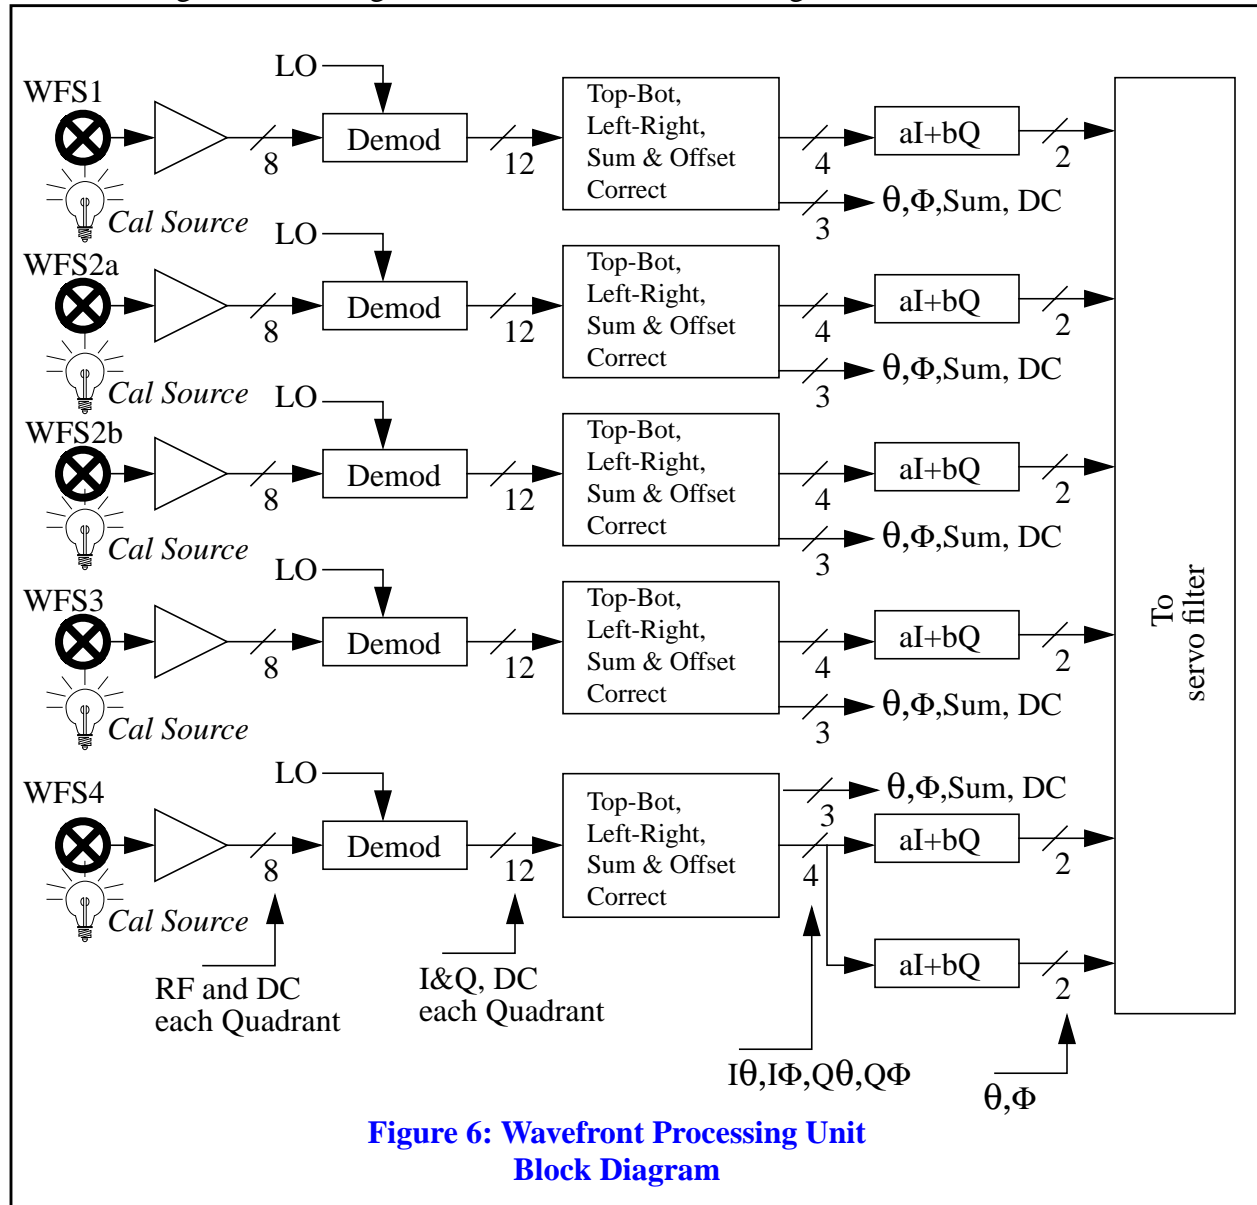 LO
WFS1
Demod
8
12
Top-Bot,
Left-Right,
Sum & Offset
Correct
4
aI+bQ
2
3
θ,Φ,Sum, DC
Cal Source
LO
WFS2a
Demod
8
12
Top-Bot,
Left-Right,
Sum & Offset
Correct
4
aI+bQ
2
3
θ,Φ,Sum, DC
Cal Source
LO
WFS2b
Demod
8
12
Top-Bot,
Left-Right,
Sum & Offset
Correct
4
aI+bQ
2
3
θ,Φ,Sum, DC
Cal Source
LO
WFS3
Demod
8
12
Top-Bot,
Left-Right,
Sum & Offset
Correct
4
aI+bQ
2
3
θ,Φ,Sum, DC
Cal Source
LO
WFS4
Demod
8
12
Top-Bot,
Left-Right,
Sum & Offset
Correct
3
θ,Φ,Sum, DC
4
aI+bQ
2
Cal Source
aI+bQ
2
To
servo filter
RF and DC
each Quadrant
I&Q, DC
each Quadrant
Iθ,IΦ,Qθ,QΦ
θ,Φ
Figure 6: Wavefront Processing Unit
Block Diagram